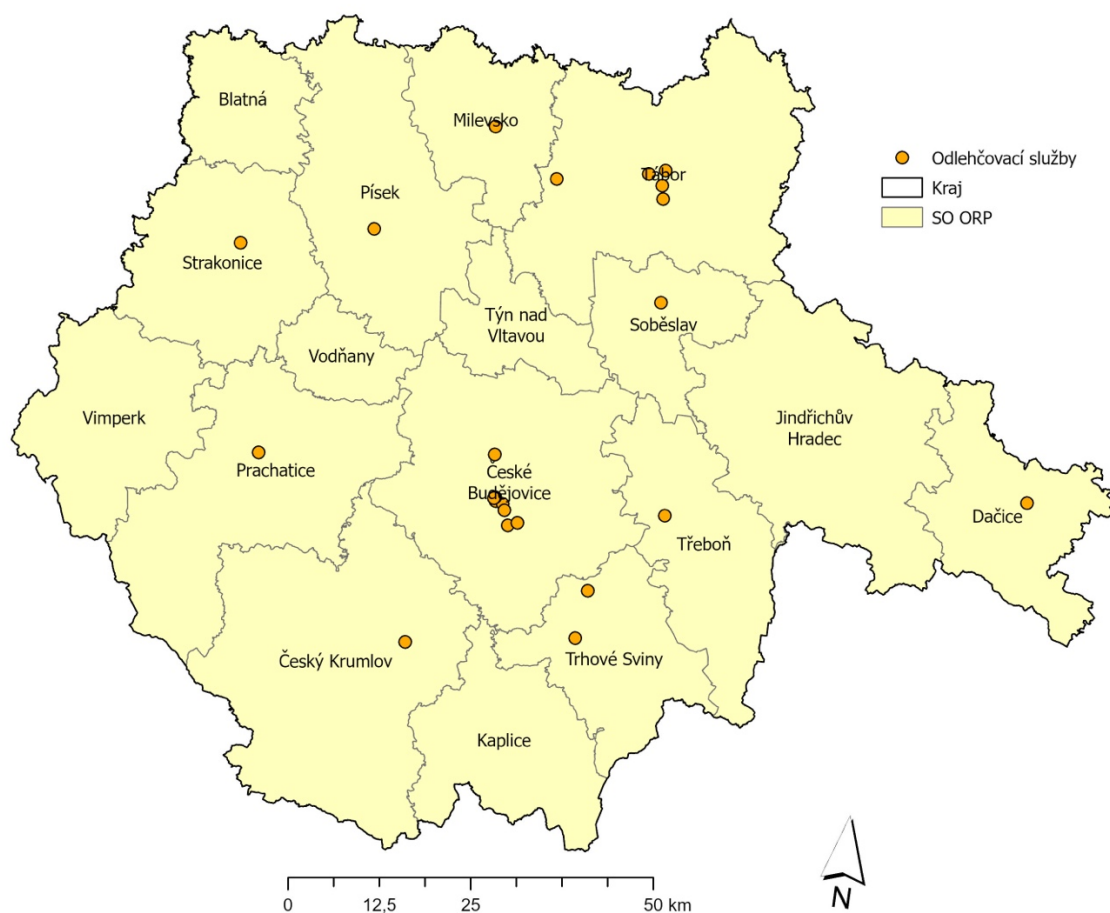 Blatná
Milevsko
Tábor
Písek
Strakonice
Týn nad
Vltavou
Soběslav
Vodňany
Vimperk
Prachatice
Jindřichův
Hradec
České
Budějovice
Dačice
Třeboň
Český Krumlov
Trhové Sviny
Kaplice
Odlehčovací služby
Kraj
SO ORP
0 12,5 25 50 km
N